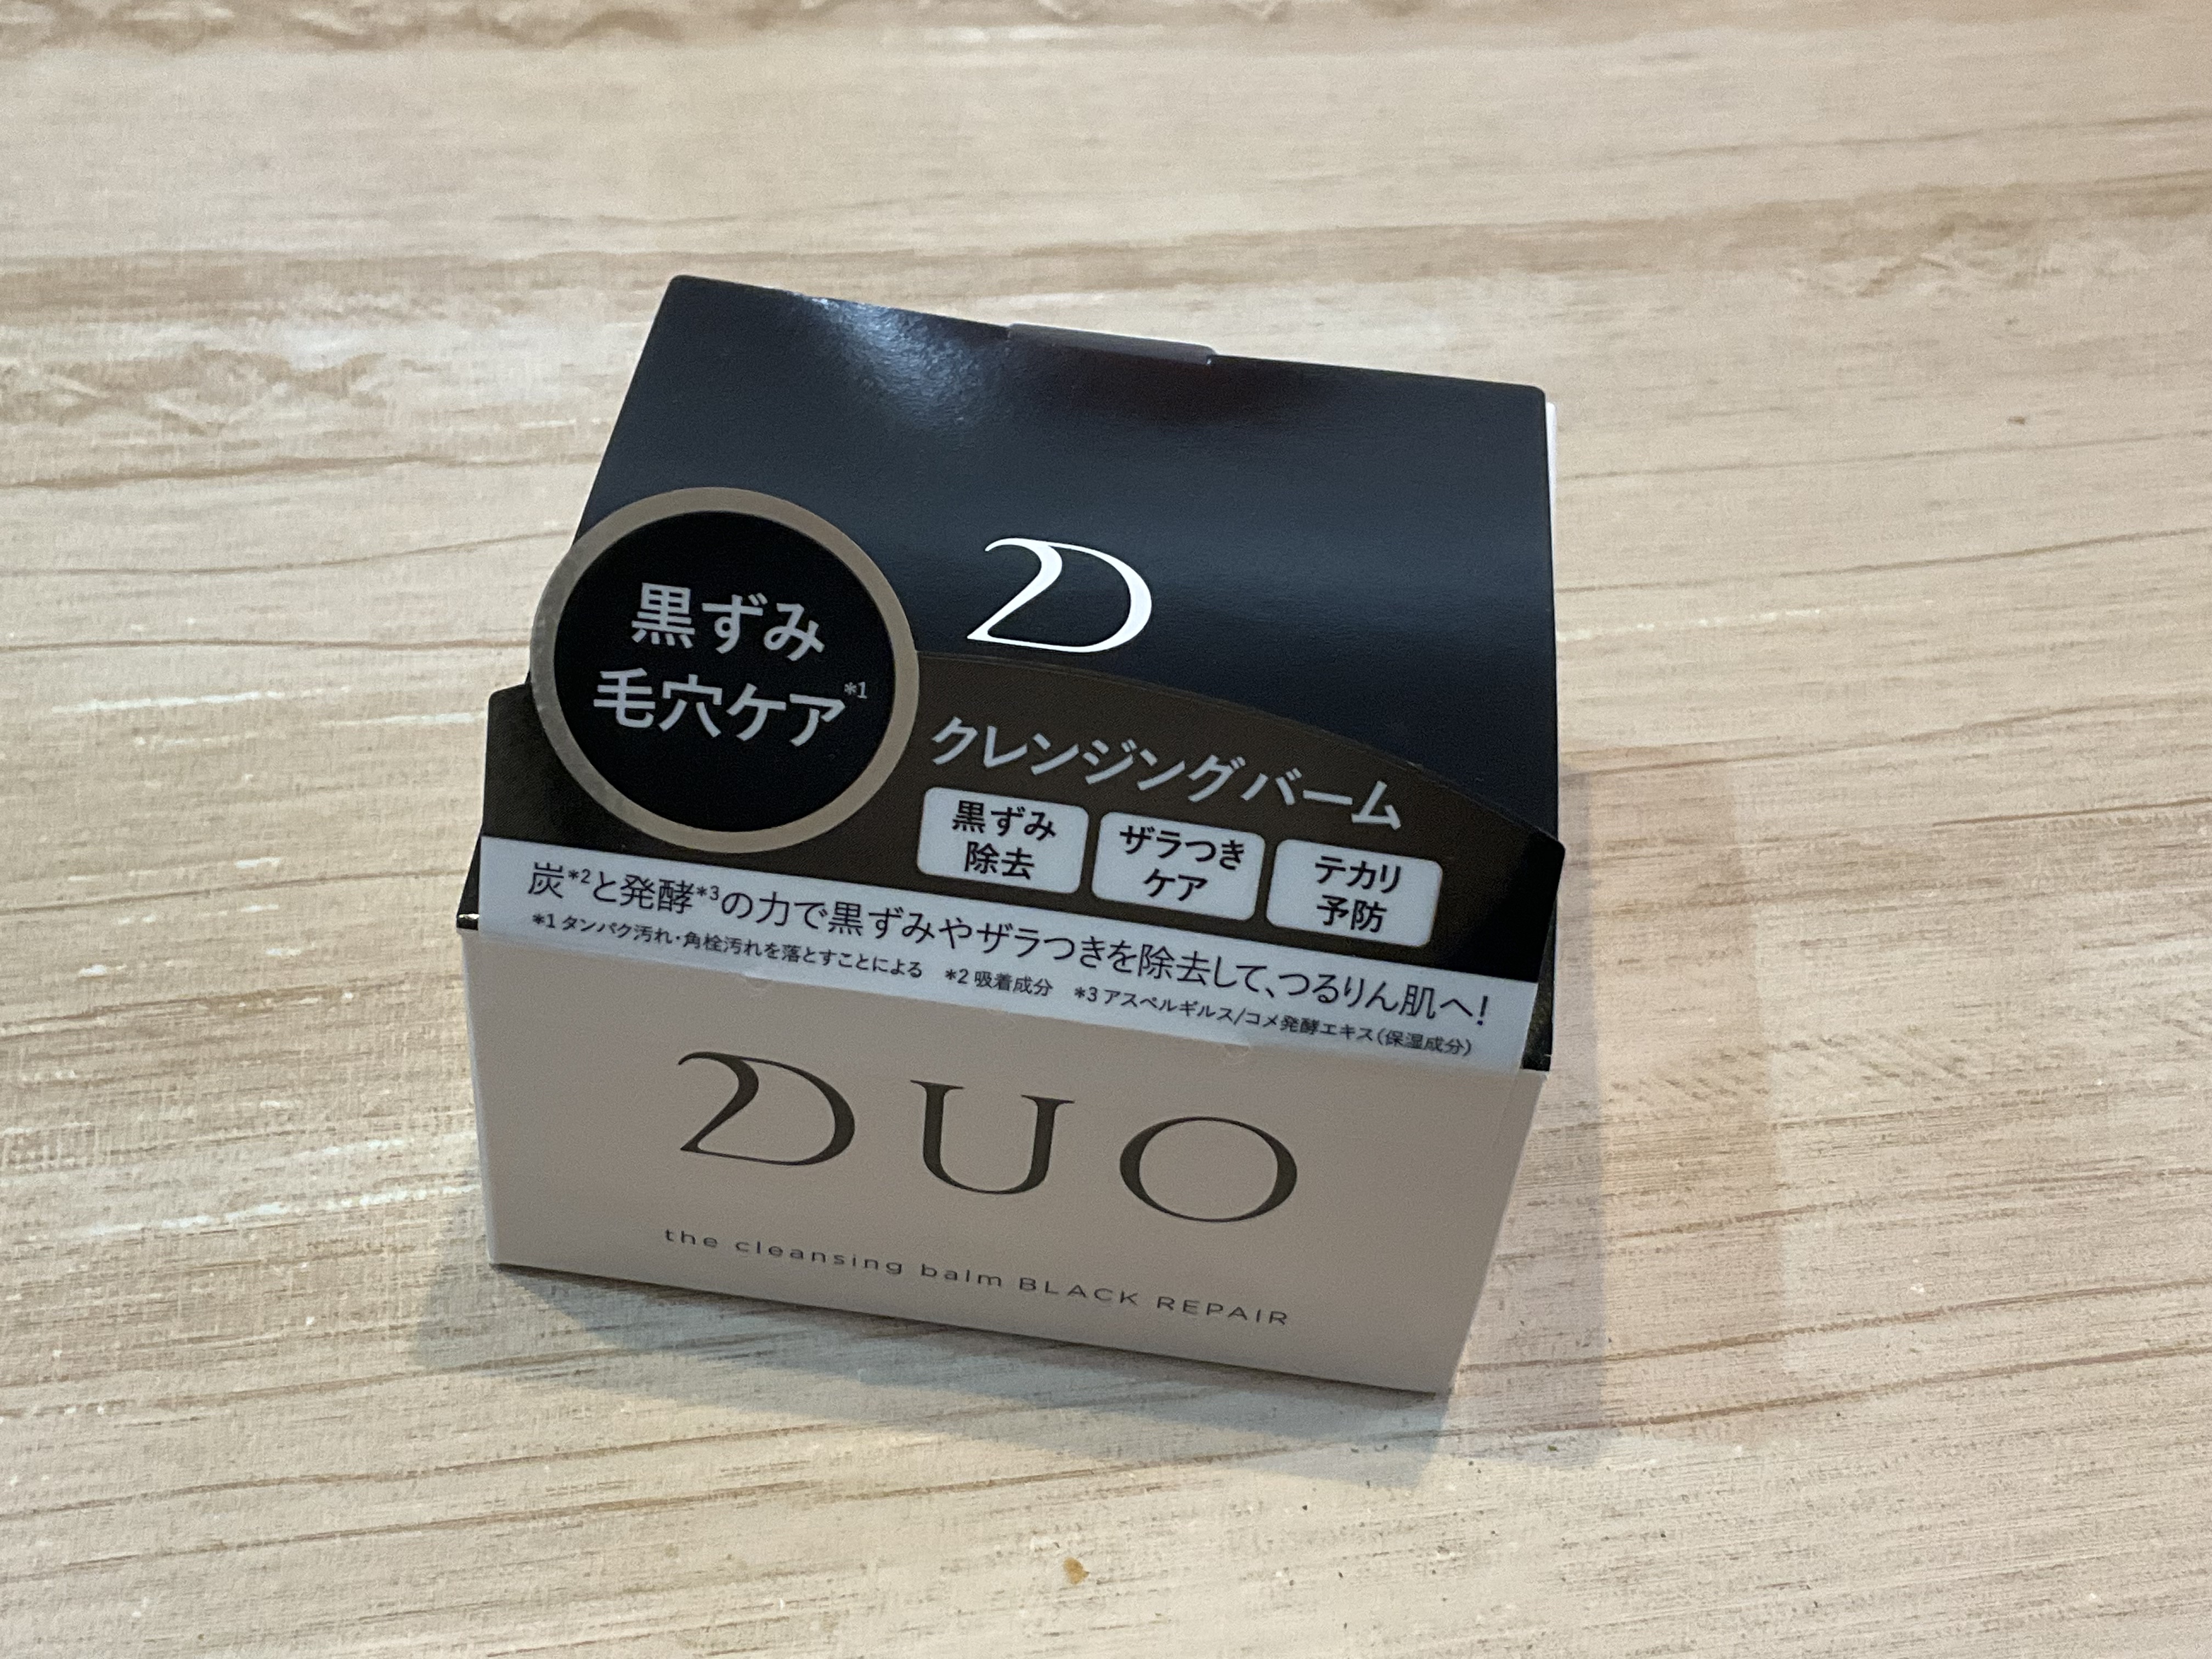 D
黒ずみ
毛穴ケア*1
クレンジングバーム
黒ずみ
除去
ザラつき
ケア
テカリ
予防
炭*2と発酵*3の力で黒ずみやザラつきを除去して、つるりん肌へ!
*1 タンパク汚れ・角栓汚れを落とすことによる　*2 吸着成分　*3 アスペルギルス/コメ発酵エキス(保湿成分)
DUO
the cleansing balm BLACK REPAIR